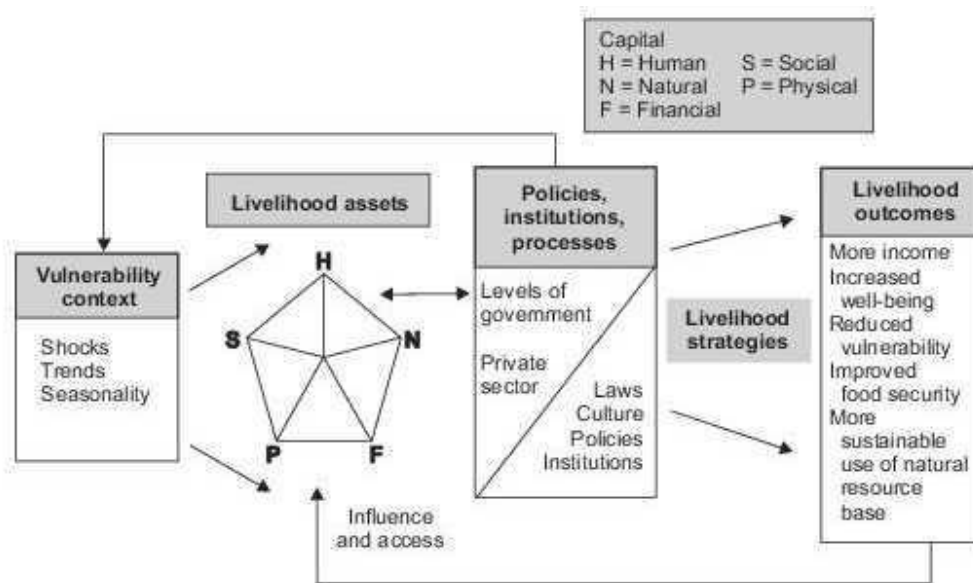 Capital
H = Human S = Social
N = Natural P = Physical
F = Financial
Livelihood assets
Policies,
institutions,
processes
Livelihood
outcomes
Vulnerability
context
Shocks
Trends
Seasonality
H
S
N
P
F
Levels of
government
Private
sector
Laws
Culture
Policies
Institutions
Livelihood
strategies
More income
Increased
well-being
Reduced
vulnerability
Improved
food security
More
sustainable
use of natural
resource
base
Influence
and access